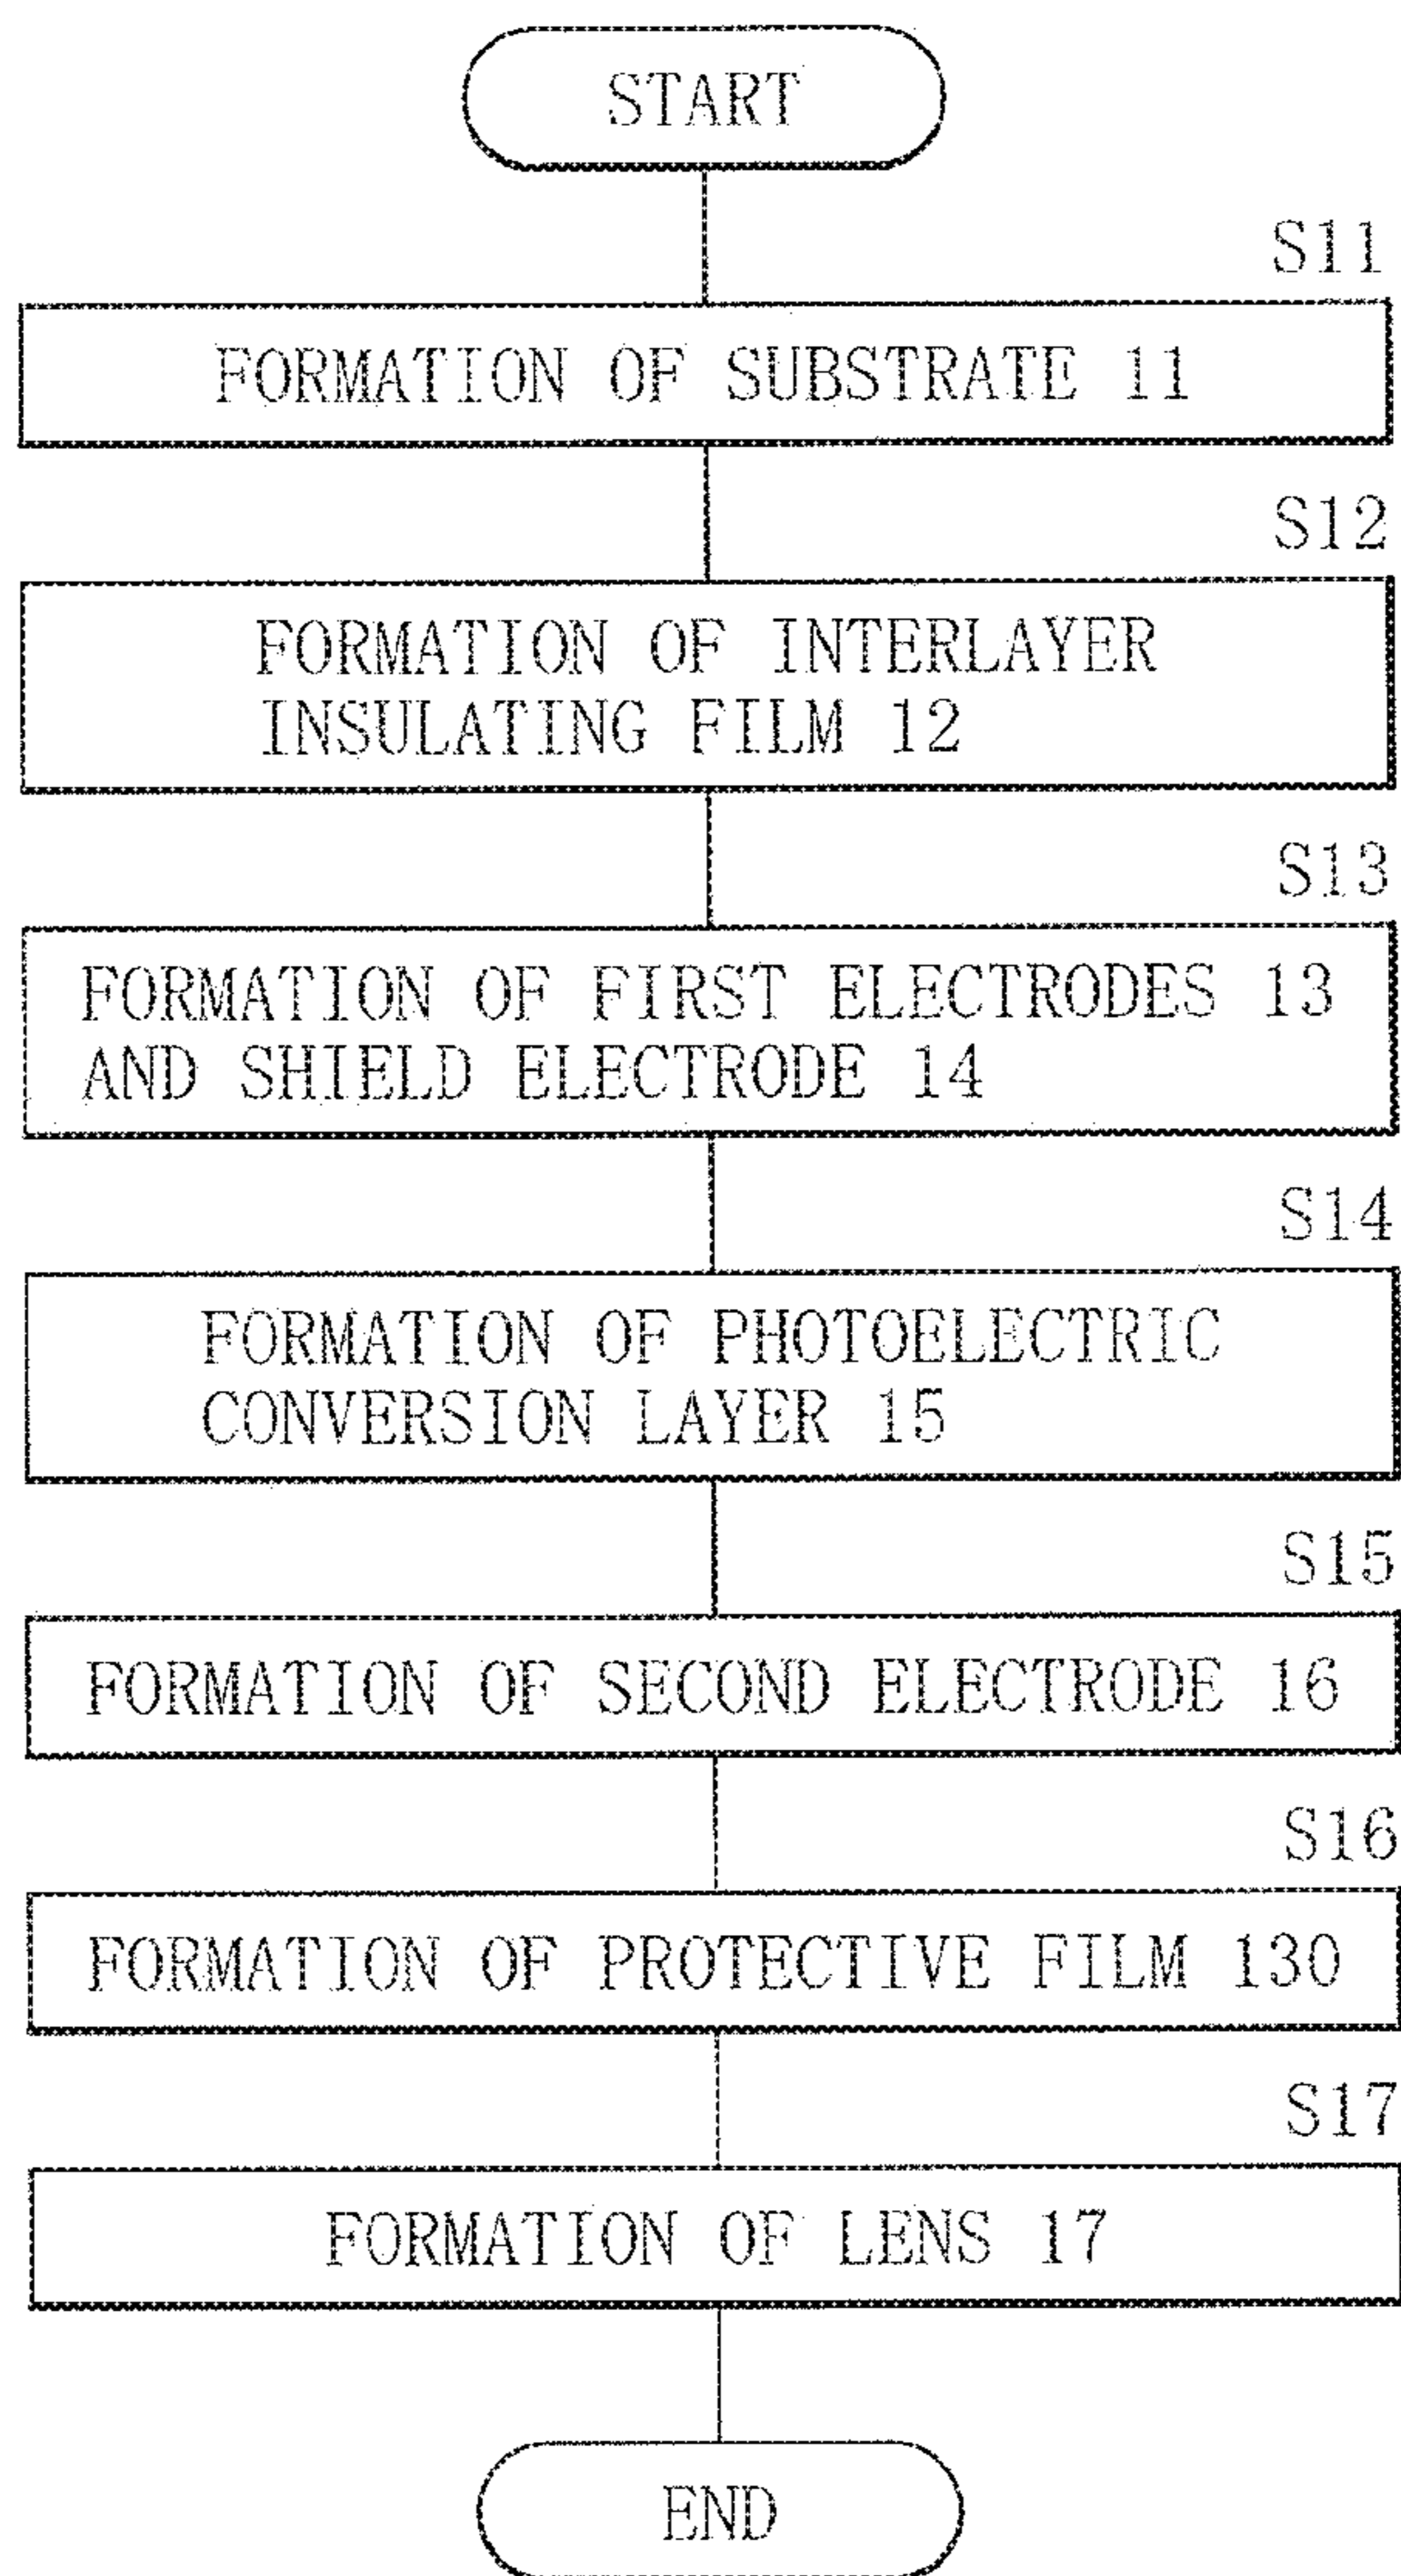 START
S11
FORMATION OF SUBSTRATE 11
S12
FORMATION OF INTERLAYER
INSULATING FILM 12
S13
FORMATION OF FIRST ELECTRODES 13
AND SHIELD ELECTRODE 14
S14
FORMATION OF PHOTOELECTRIC
CONVERSION LAYER 15
S15
FORMATION OF SECOND ELECTRODE 16
S16
FORMATION OF PROTECTIVE FILM 130
S17
FORMATION OF LENS 17
END